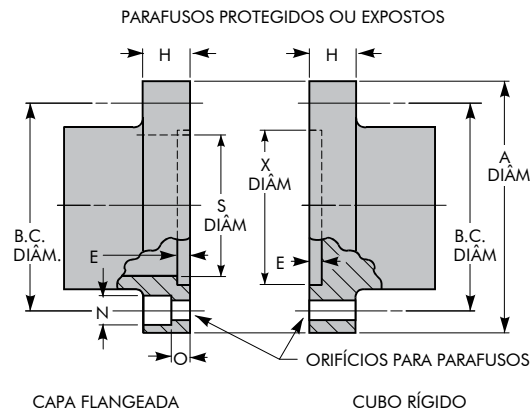 PARAFUSOS PROTEGIDOS OU EXPOSTOS
H
H
B.C.
DIÂM.
E
S
DIÂM
X
DIÂM
E
A
DIÂM
B.C.
DIÂM
N
O
ORIFÍCIOS PARA PARAFUSOS
CAPA FLANGEADA
CUBO RÍGIDO